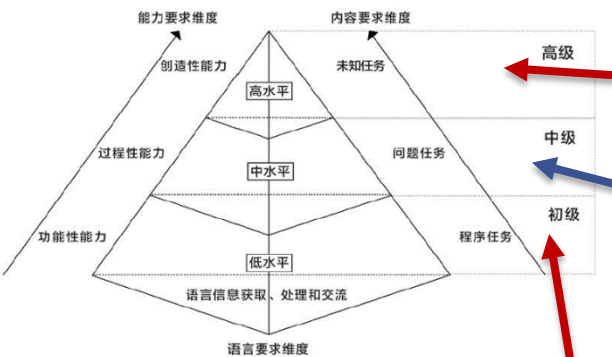 能力要求维度
内容要求维度
创造性能力
未知任务
高级
高水平
过程性能力
问题任务
中级
中水平
功能性能力
程序任务
初级
低水平
语言信息获取、处理和交流
语言要求维度